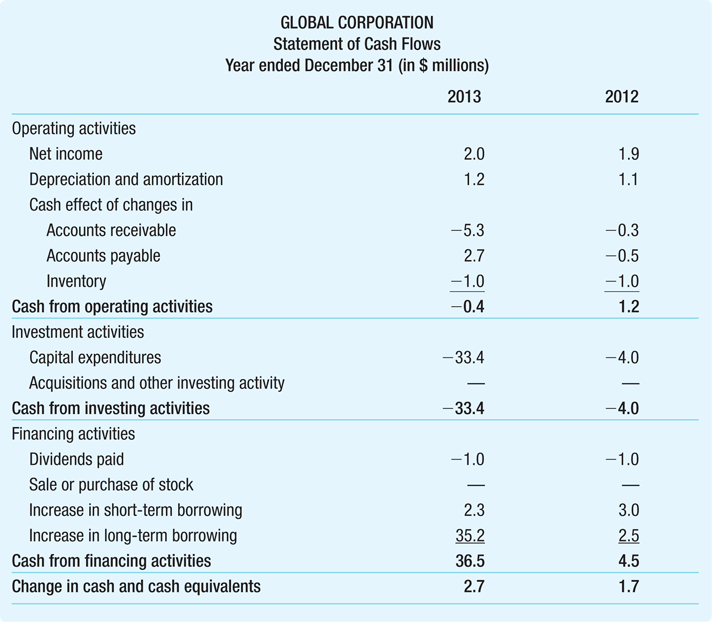 GLOBAL CORPORATION
Statement of Cash Flows
Year ended December 31 (in $ millions)
2013 2012
Operating activities
Net income 2.0 1.9
Depreciation and amortization 1.2 1.1
Cash effect of changes in
Accounts receivable −5.3 −0.3
Accounts payable 2.7 −0.5
Inventory −1.0 −1.0
Cash from operating activities −0.4 1.2
Investment activities
Capital expenditures −33.4 −4.0
Acquisitions and other investing activity — —
Cash from investing activities −33.4 −4.0
Financing activities
Dividends paid −1.0 −1.0
Sale or purchase of stock — —
Increase in short-term borrowing 2.3 3.0
Increase in long-term borrowing 35.2 2.5
Cash from financing activities 36.5 4.5
Change in cash and cash equivalents 2.7 1.7